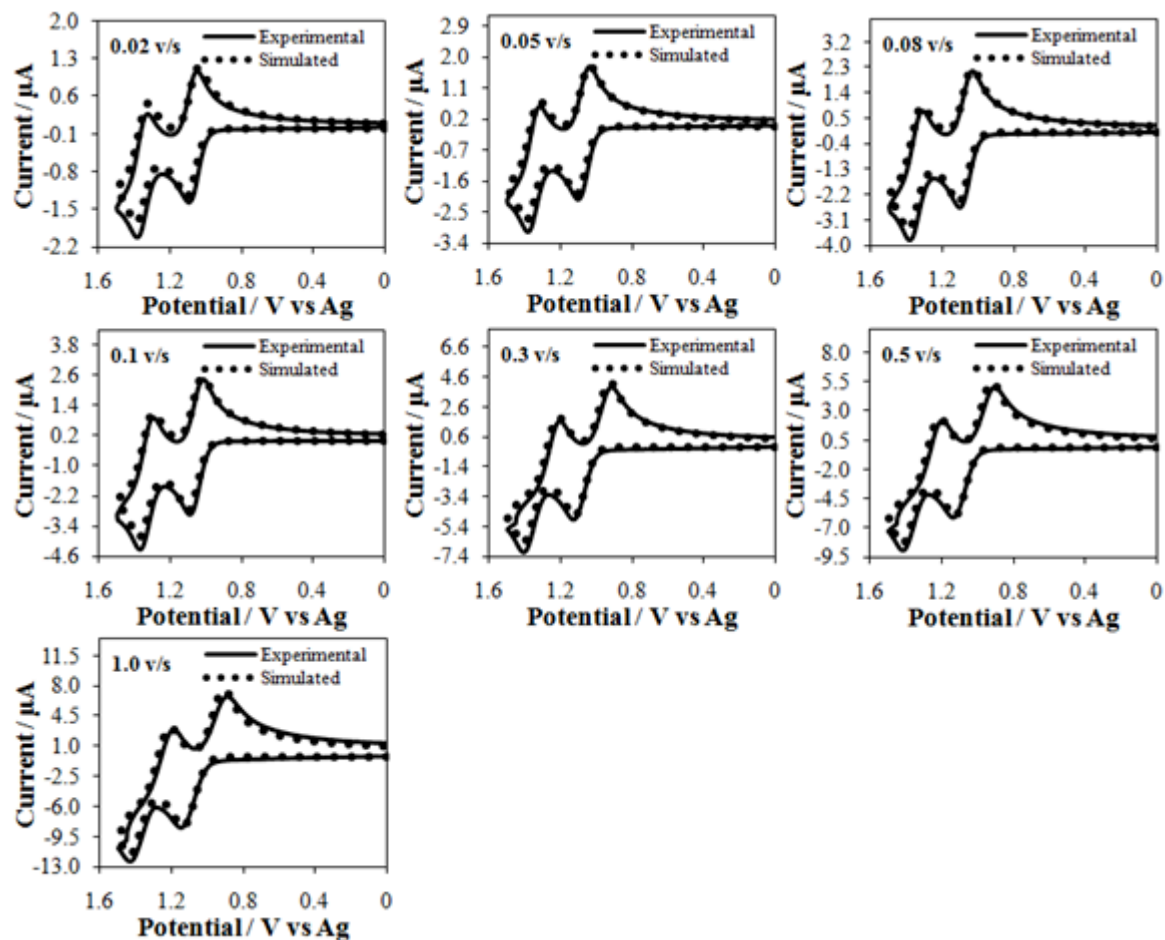 2.0
1.3
0.6
-0.1
-0.8
-1.5
-2.2
Current / µA
0.02 v/s
Experimental
Simulated
1.6 1.2 0.8 0.4 0
Potential / V vs Ag
2.9
2.0
1.1
0.2
-0.7
-1.6
-2.5
-3.4
Current / µA
0.05 v/s
Experimental
Simulated
1.6 1.2 0.8 0.4 0
Potential / V vs Ag
3.2
2.3
1.4
0.5
-0.4
-1.3
-2.2
-3.1
-4.0
Current / µA
0.08 v/s
Experimental
Simulated
1.6 1.2 0.8 0.4 0
Potential / V vs Ag
3.8
2.6
1.4
0.2
-1.0
-2.2
-3.4
-4.6
Current / µA
0.1 v/s
Experimental
Simulated
1.6 1.2 0.8 0.4 0
Potential / V vs Ag
6.6
4.6
2.6
0.6
-1.4
-3.4
-5.4
-7.4
Current / µA
0.3 v/s
Experimental
Simulated
1.6 1.2 0.8 0.4 0
Potential / V vs Ag
8.0
5.5
3.0
0.5
-2.0
-4.5
-7.0
-9.5
Current / µA
0.5 v/s
Experimental
Simulated
1.6 1.2 0.8 0.4 0
Potential / V vs Ag
11.5
8.0
4.5
1.0
-2.5
-6.0
-9.5
-13.0
Current / µA
1.0 v/s
Experimental
Simulated
1.6 1.2 0.8 0.4 0
Potential / V vs Ag